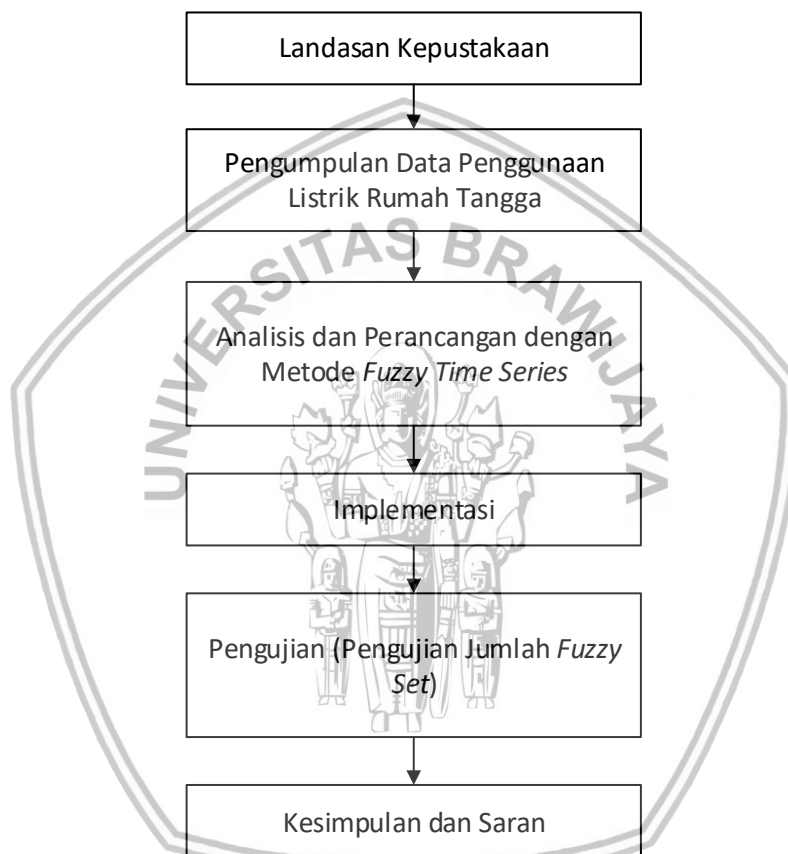 Landasan Kepustakaan
Pengumpulan Data Penggunaan
Listrik Rumah Tangga
UNIVERSITAS BRAWIJAYA
Analisis dan Perancangan dengan
Metode Fuzzy Time Series
Implementasi
Pengujian (Pengujian Jumlah Fuzzy
Set)
Kesimpulan dan Saran